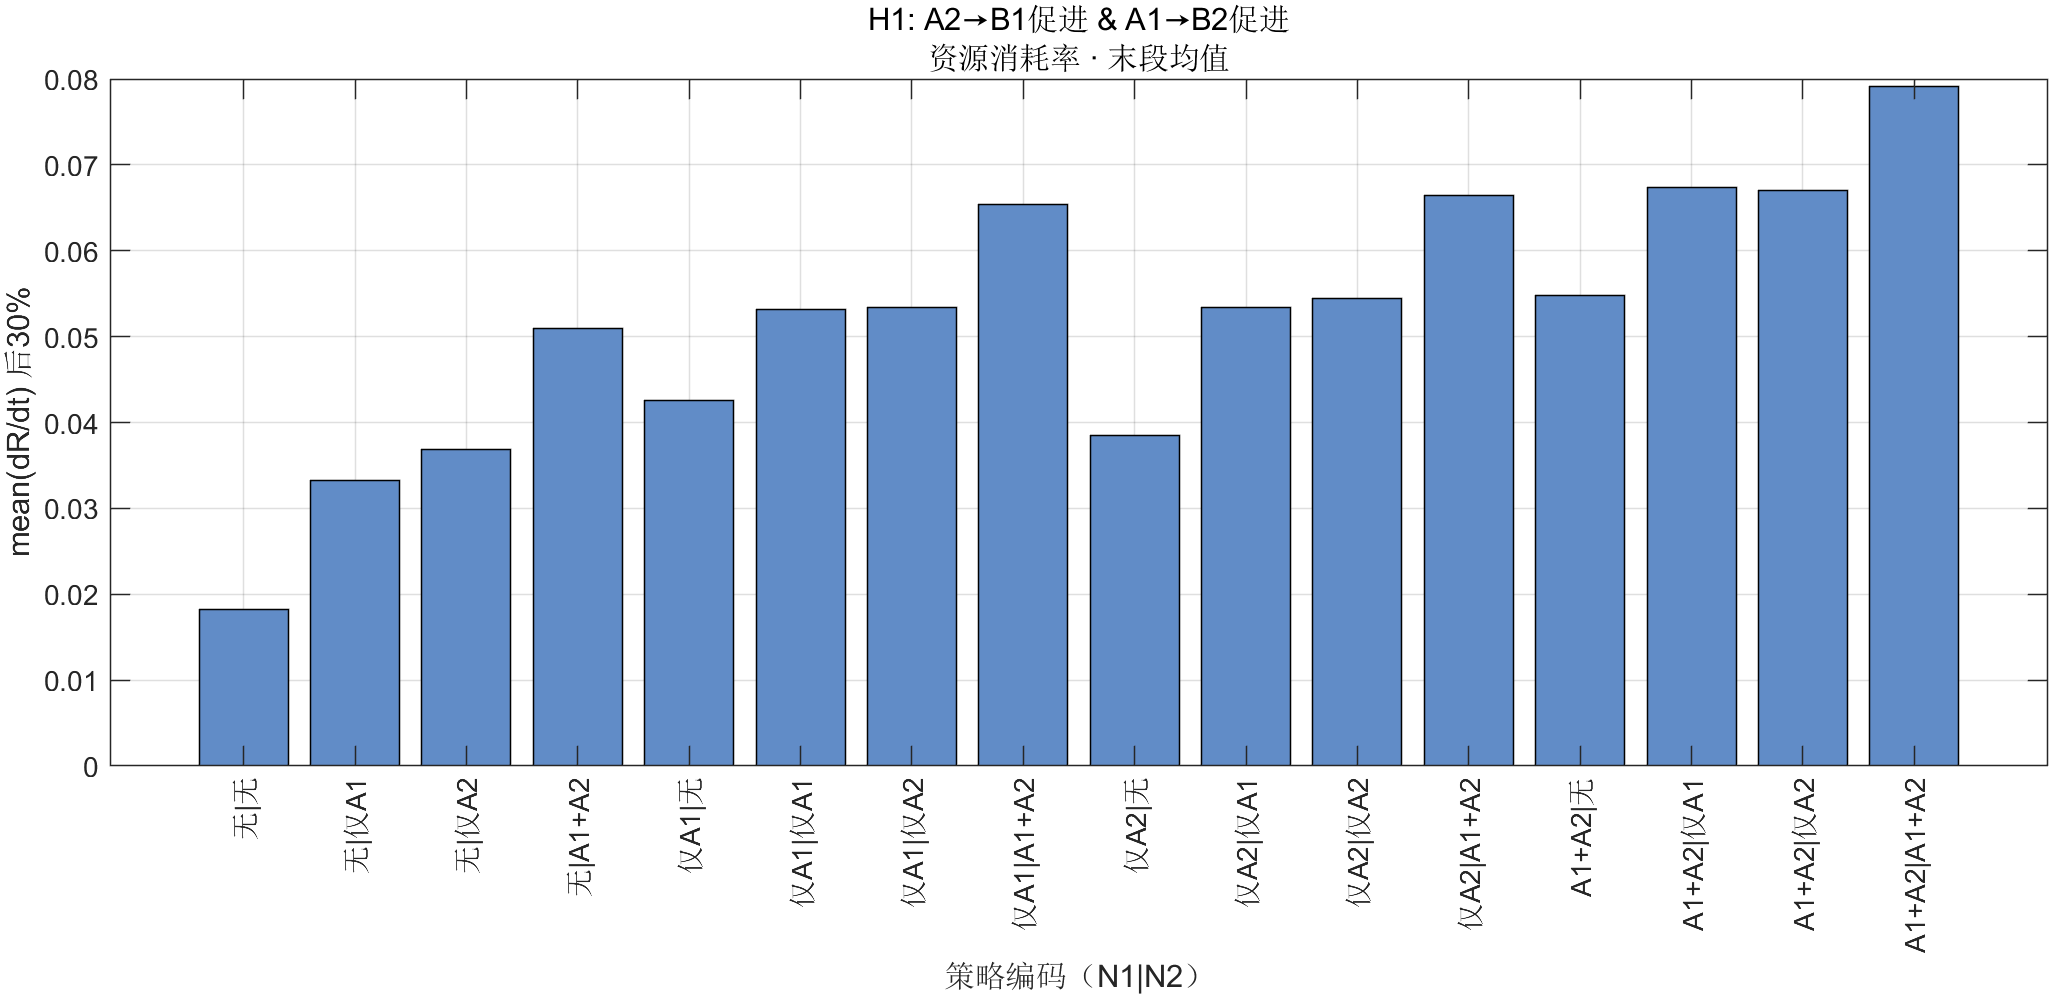 H1: A2→B1促进 & A1→B2促进
资源消耗率 · 末段均值
mean(dR/dt) 后30%
0.08
0.07
0.06
0.05
0.04
0.03
0.02
0.01
0
无|无
无|仅A1
无|仅A2
无|A1+A2
仅A1|无
仅A1|仅A1
仅A1|仅A2
仅A1|A1+A2
仅A2|无
仅A2|仅A1
仅A2|仅A2
仅A2|A1+A2
A1+A2|无
A1+A2|仅A1
A1+A2|仅A2
A1+A2|A1+A2
策略编码（N1|N2）